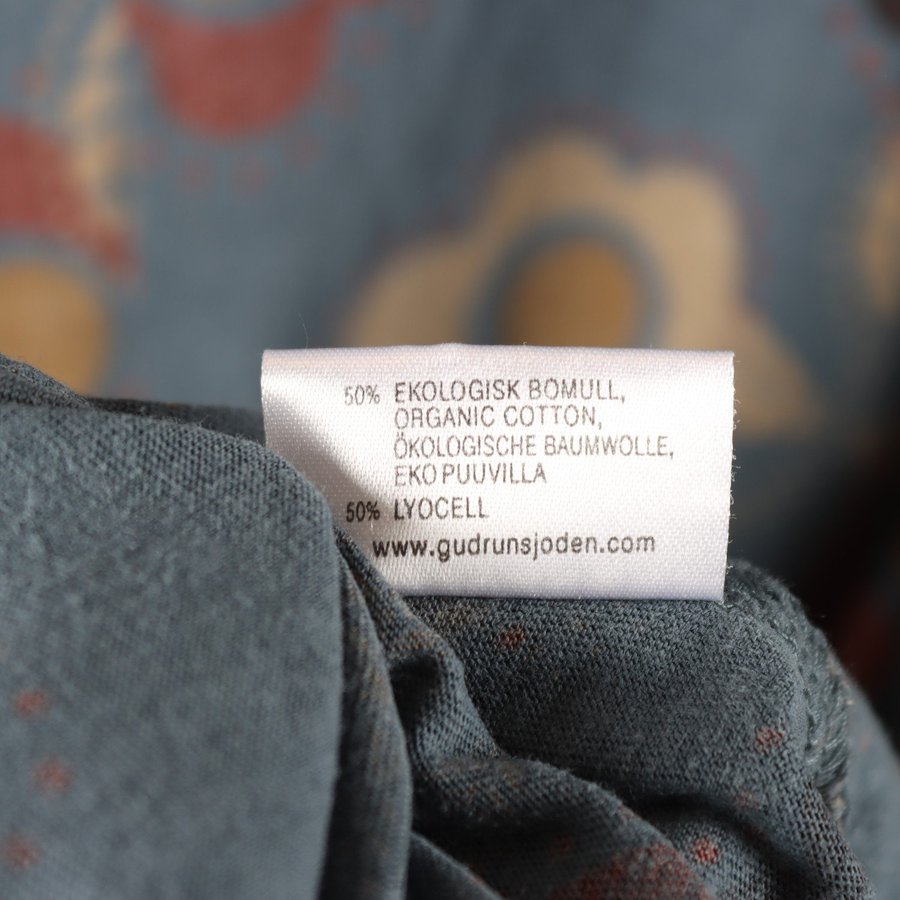 50% EKOLOGISK BOMULL,
ORGANIC COTTON,
ÖKOLOGISCHE BAUMWOLLE,
EKO PUUVILLA
50% LYOCELL
www.gudrunsjoden.com